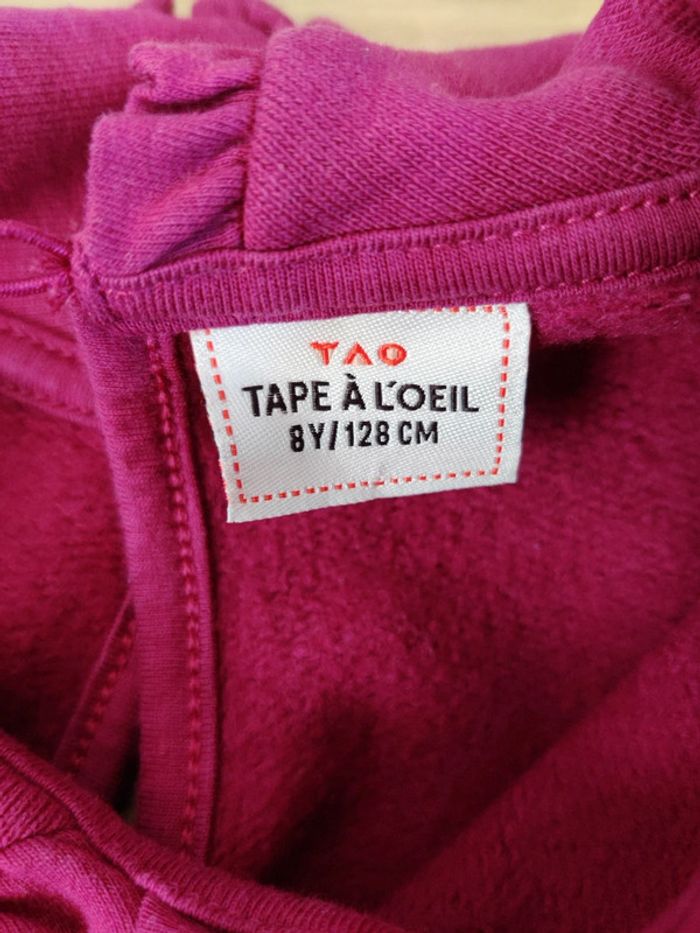 TAO
TAPE À L'OEIL
8Y/128 CM